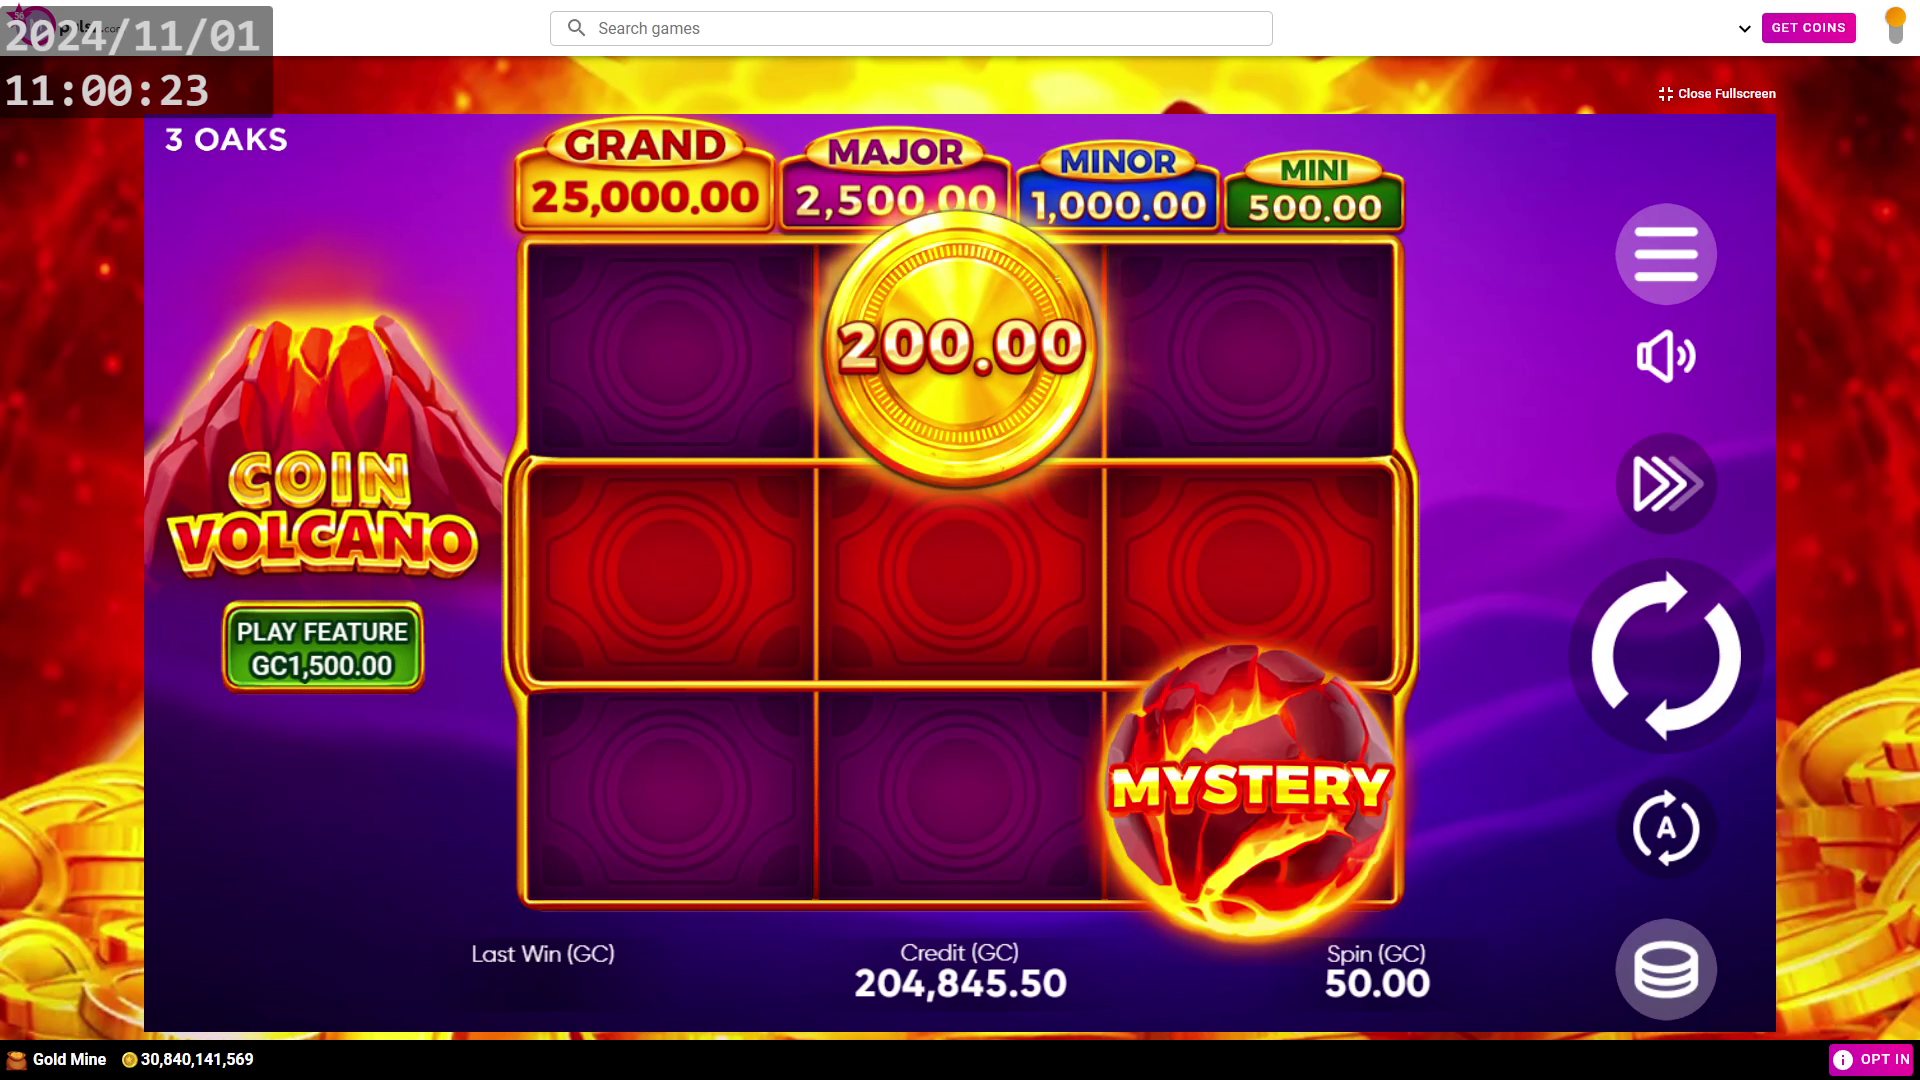 2024/11/01
11:00:23
Search games
GET COINS
Close Fullscreen
3 OAKS
GRAND
25,000.00
MAJOR
2,500.00
MINOR
1,000.00
MINI
500.00
200.00
COIN
VOLCANO
PLAY FEATURE
GC1,500.00
MYSTERY
A
Last Win (GC)
Credit (GC)
204,845.50
Spin (GC)
50.00
Gold Mine
30,840,141,569
OPT IN